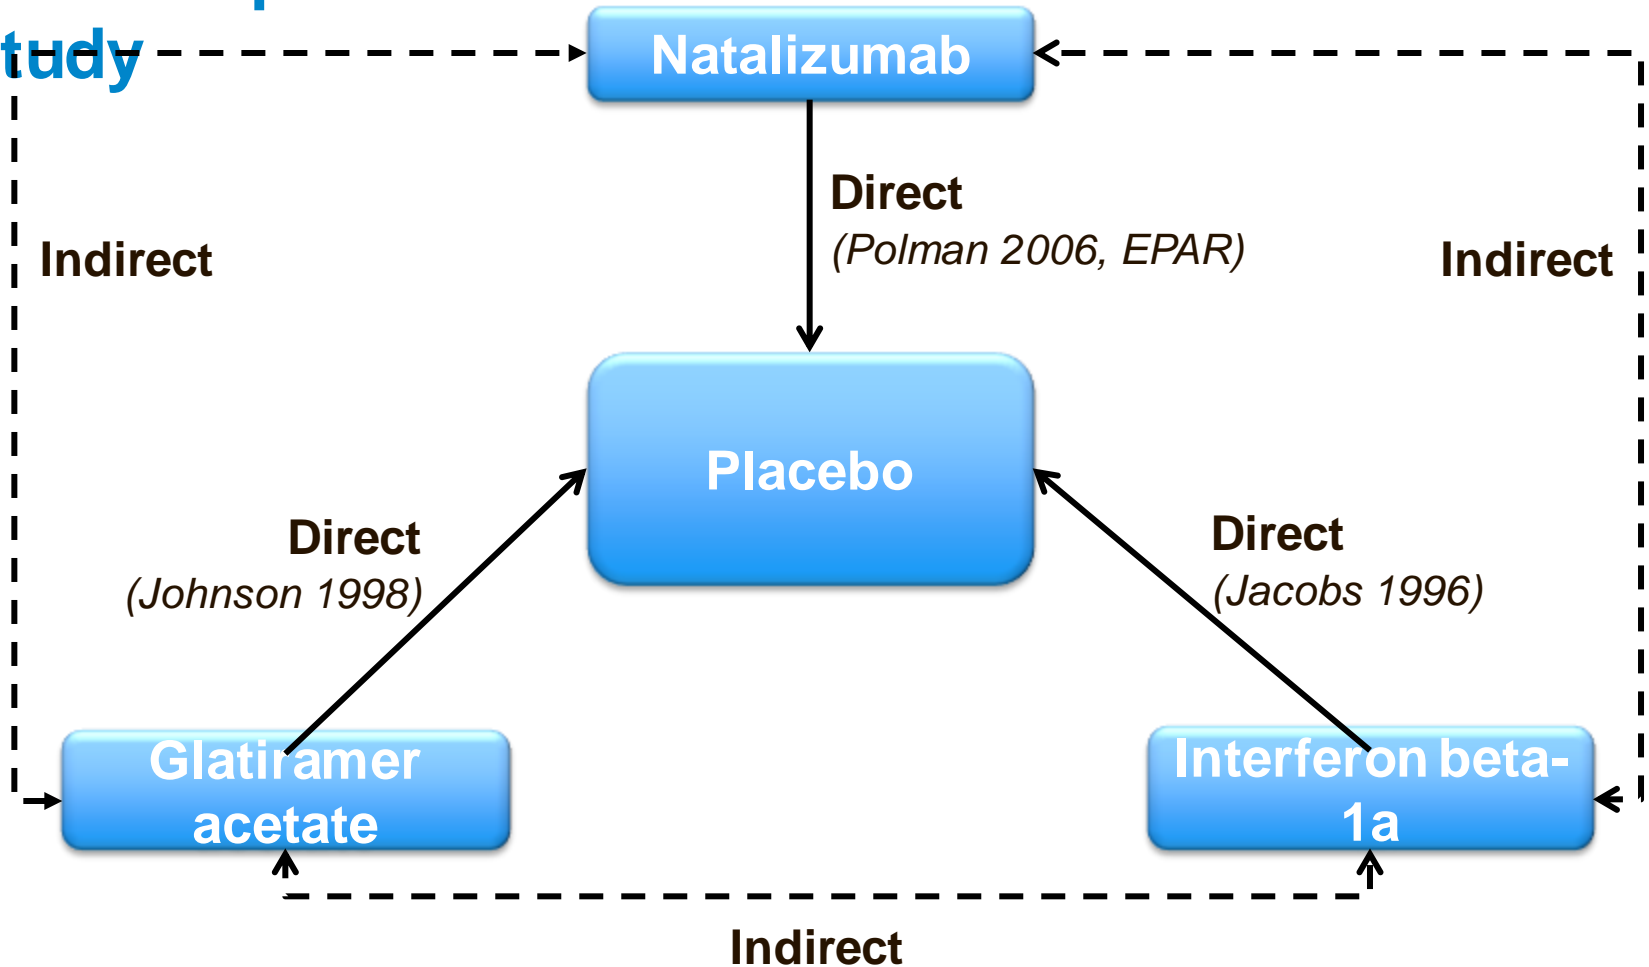 tudy
Natalizumab
Direct
(Polman 2006, EPAR)
Indirect
Indirect
Placebo
Direct
(Johnson 1998)
Direct
(Jacobs 1996)
Glatiramer
acetate
Interferon beta-
1a
Indirect